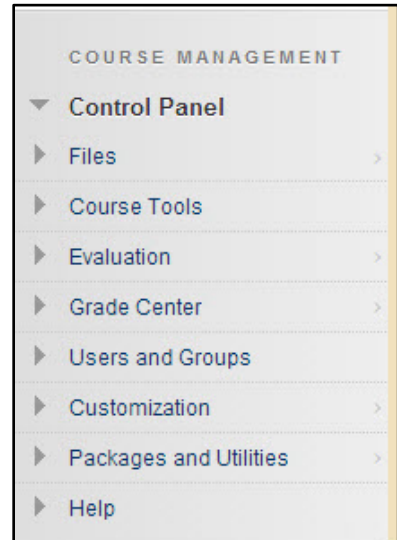 COURSE MANAGEMENT
Control Panel
Files
Course Tools
Evaluation
Grade Center
Users and Groups
Customization
Packages and Utilities
Help